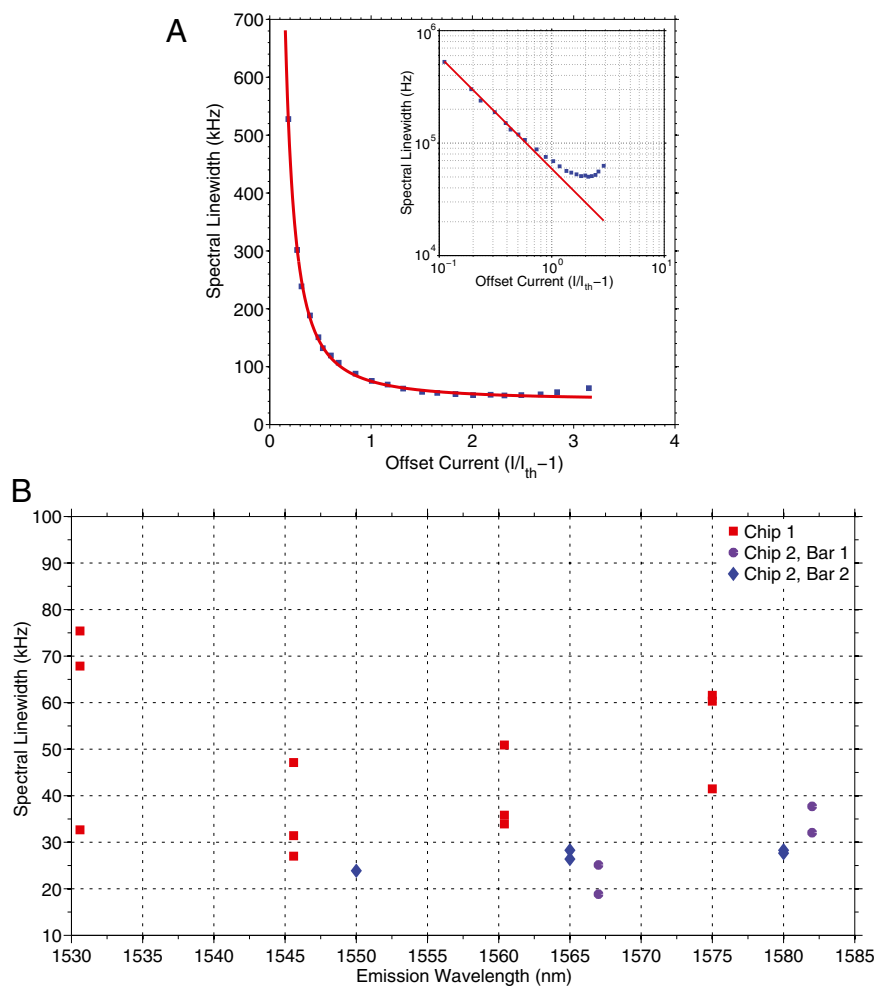 A
Spectral Linewidth (kHz)
700
600
500
400
300
200
100
0
0 1 2 3 4
Offset Current (I/Ith−1)
Spectral Linewidth (Hz)
10^6
10^5
10^4
10^−1 10^0 10^1
Offset Current (I/Ith−1)
B
Spectral Linewidth (kHz)
100
90
80
70
60
50
40
30
20
10
1530 1535 1540 1545 1550 1555 1560 1565 1570 1575 1580 1585
Emission Wavelength (nm)
Chip 1
Chip 2, Bar 1
Chip 2, Bar 2